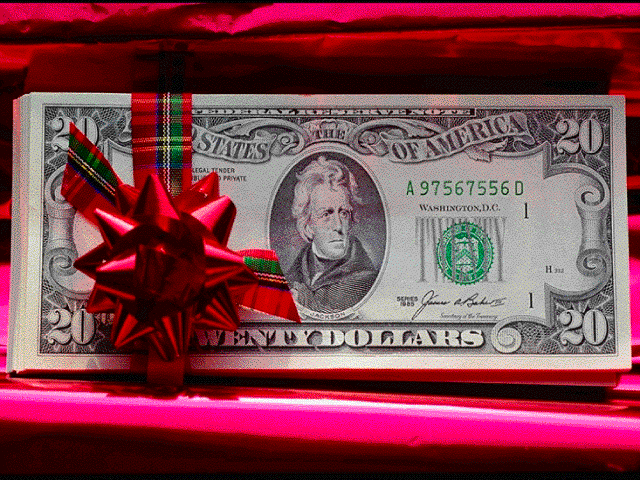 FEDERAL RESERVE NOTE
20 STATES THE OF AMERICA 20
LEGAL TENDER
PRIVATE
A 97567556 D
WASHINGTON, D.C.
1
H
SERIES
1985
Secretary of the Treasury
1
JACKSON
20 TWENTY DOLLARS 20